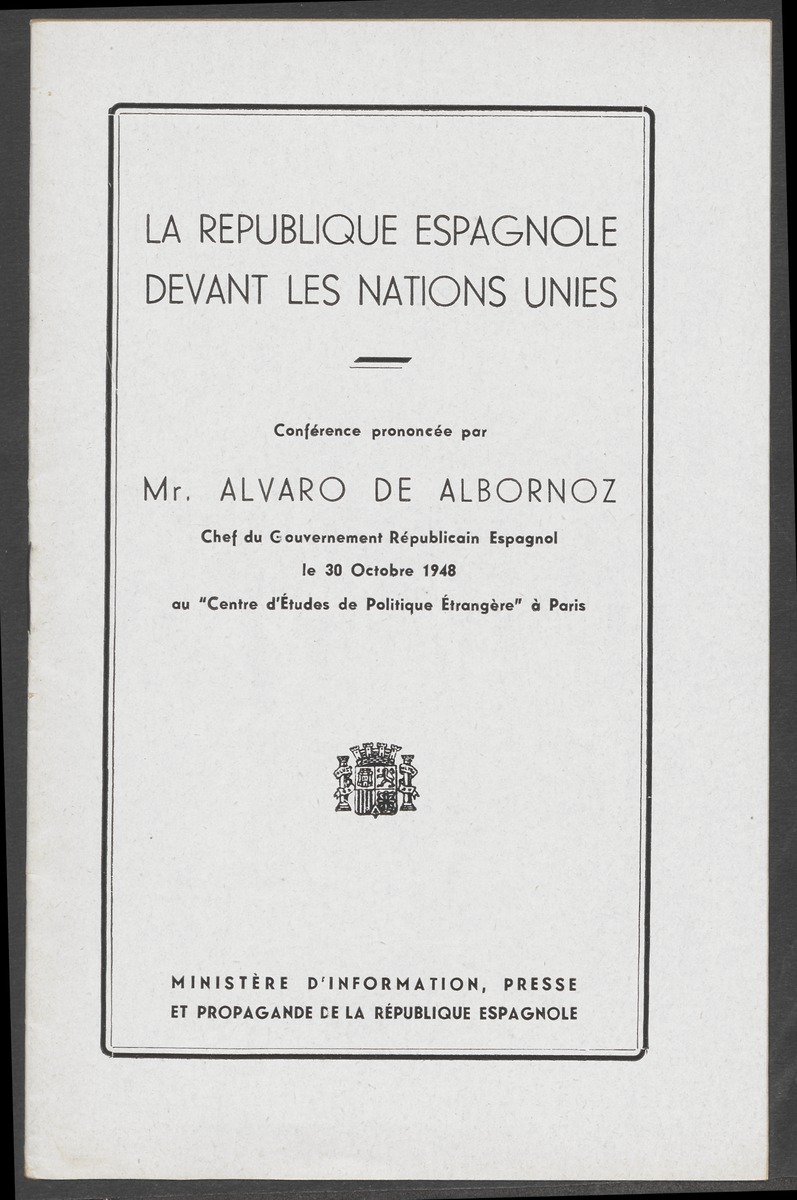 LA REPUBLIQUE ESPAGNOLE
DEVANT LES NATIONS UNIES
Conférence prononcée par
Mr. ALVARO DE ALBORNOZ
Chef du Gouvernement Républicain Espagnol
le 30 Octobre 1948
au "Centre d'Études de Politique Étrangère" à Paris
MINISTÈRE D'INFORMATION, PRESSE
ET PROPAGANDE DE LA RÉPUBLIQUE ESPAGNOLE